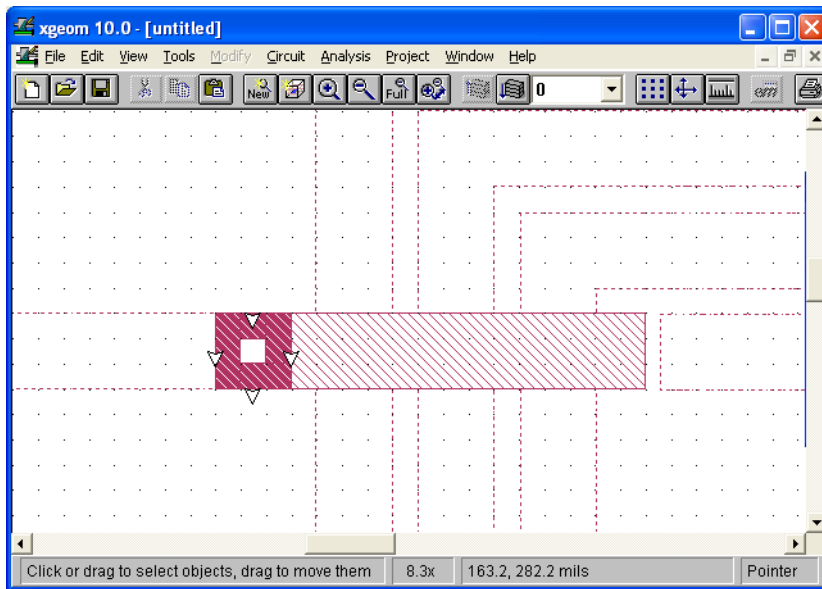 xgeom 10.0 - [untitled]
File Edit View Tools Modify Circuit Analysis Project Window Help
New Full 0 em
Click or drag to select objects, drag to move them 8.3x 163.2, 282.2 mils Pointer